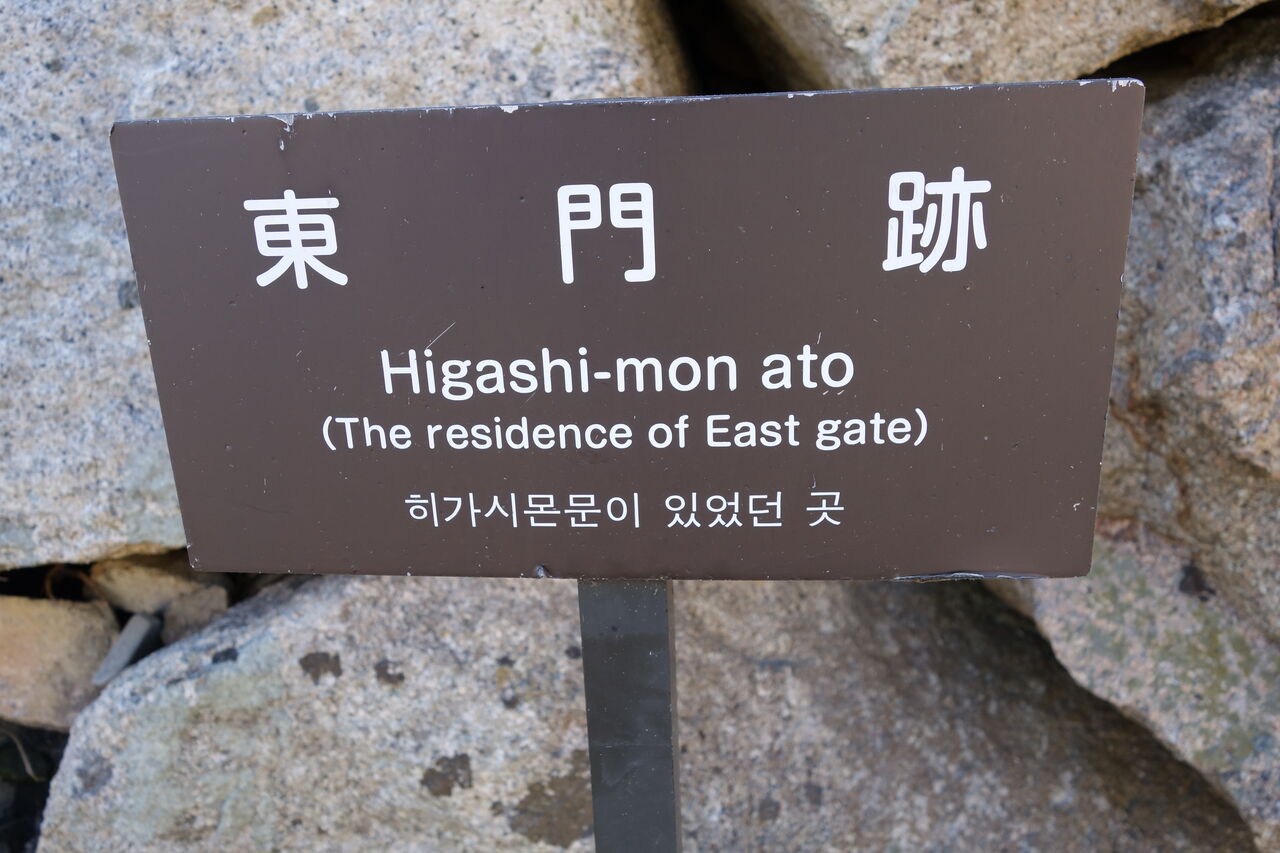 東門跡
Higashi-mon ato
(The residence of East gate)
히가시몬문이 있었던 곳